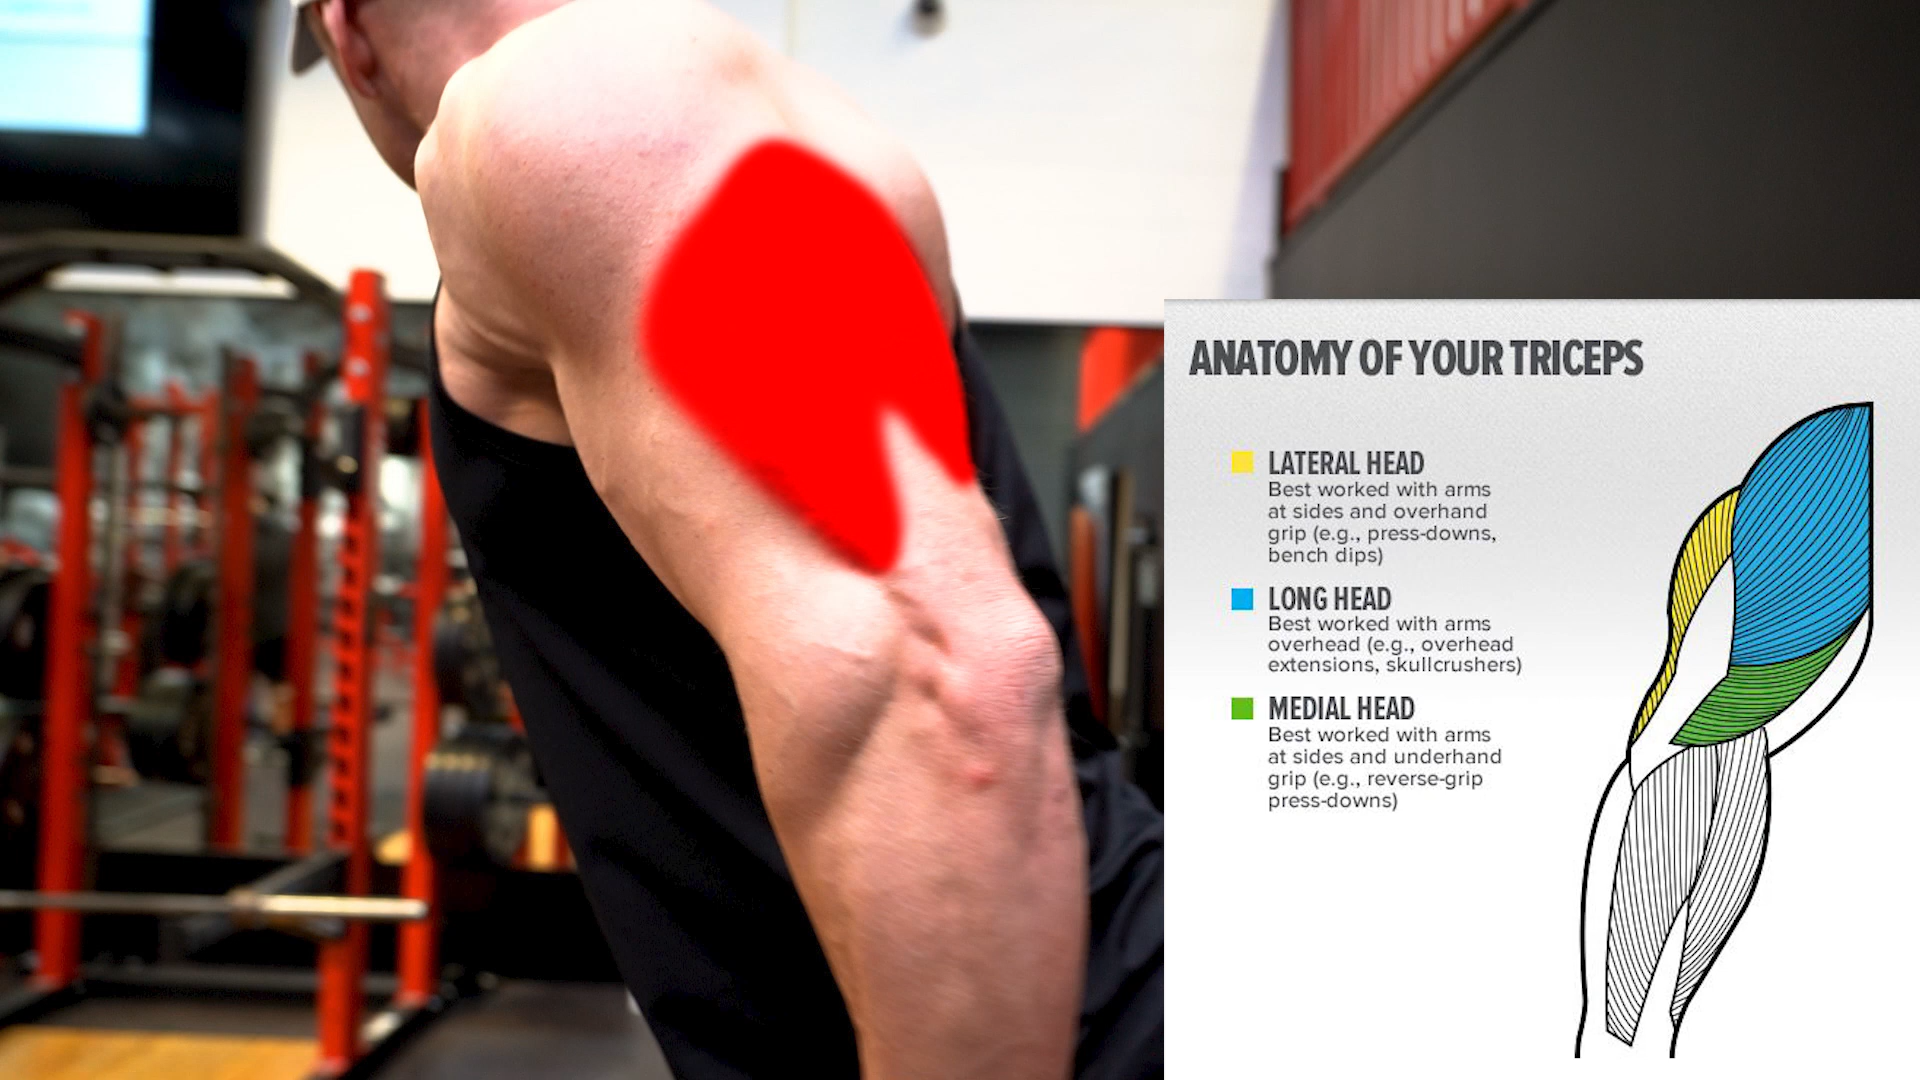 ANATOMY OF YOUR TRICEPS
LATERAL HEAD
Best worked with arms
at sides and overhand
grip (e.g., press-downs,
bench dips)
LONG HEAD
Best worked with arms
overhead (e.g., overhead
extensions, skullcrushers)
MEDIAL HEAD
Best worked with arms
at sides and underhand
grip (e.g., reverse-grip
press-downs)